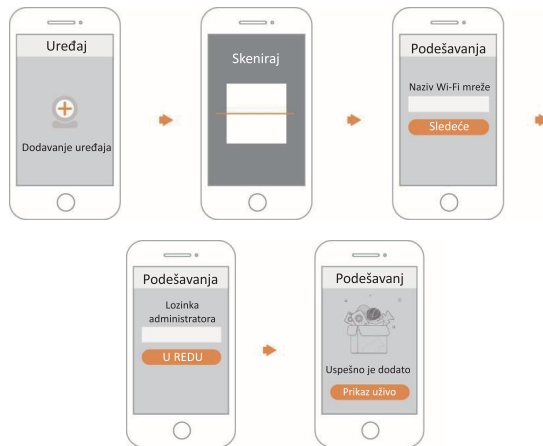 Uređaj
Dodavanje uređaja
Skeniraj
Podešavanja
Naziv Wi-Fi mreže
Sledeće
Podešavanja
Lozinka
administratora
U REDU
Podešavanj
Uspešno je dodato
Prikaz uživo